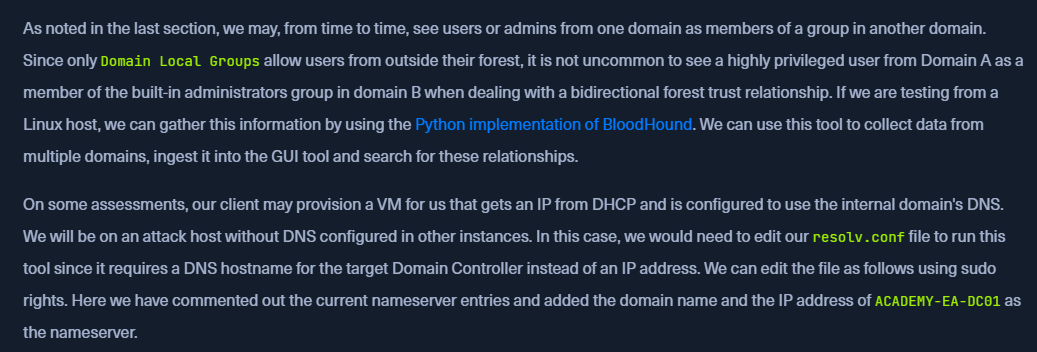 As noted in the last section, we may, from time to time, see users or admins from one domain as members of a group in another domain.
Since only Domain Local Groups allow users from outside their forest, it is not uncommon to see a highly privileged user from Domain A as a
member of the built-in administrators group in domain B when dealing with a bidirectional forest trust relationship. If we are testing from a
Linux host, we can gather this information by using the Python implementation of BloodHound. We can use this tool to collect data from
multiple domains, ingest it into the GUI tool and search for these relationships.
On some assessments, our client may provision a VM for us that gets an IP from DHCP and is configured to use the internal domain's DNS.
We will be on an attack host without DNS configured in other instances. In this case, we would need to edit our resolv.conf file to run this
tool since it requires a DNS hostname for the target Domain Controller instead of an IP address. We can edit the file as follows using sudo
rights. Here we have commented out the current nameserver entries and added the domain name and the IP address of ACADEMY-EA-DC01 as
the nameserver.